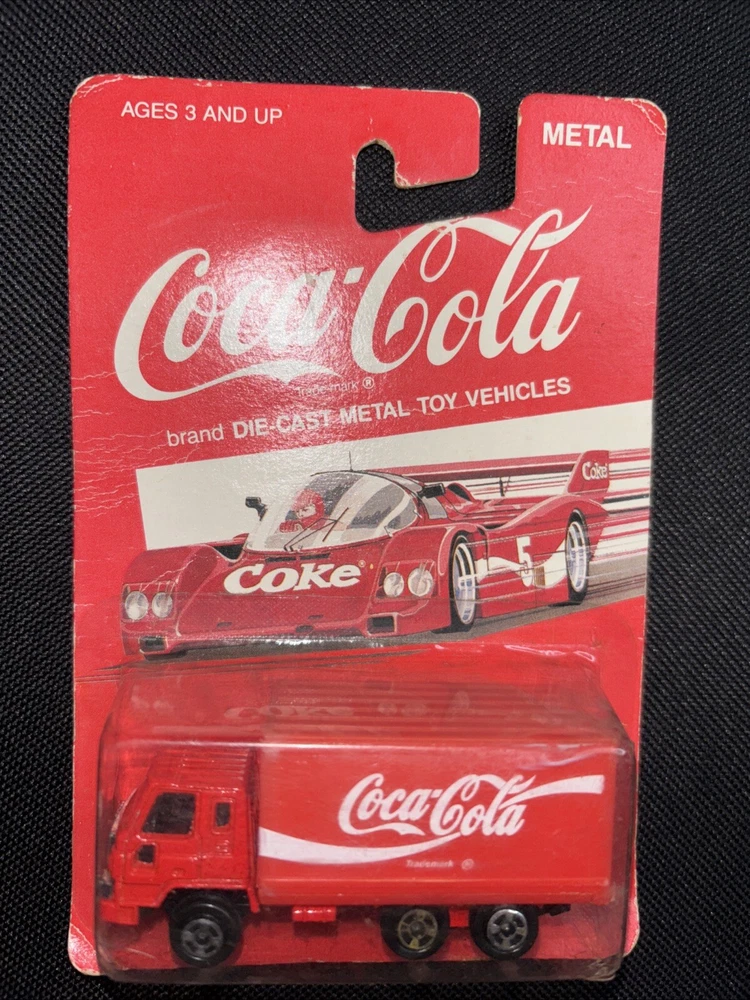 AGES 3 AND UP
METAL
Coca-Cola
Trade-mark ®
brand DIE-CAST METAL TOY VEHICLES
Coke
Coke®
5
Coke
Coca-Cola
Trademark ®